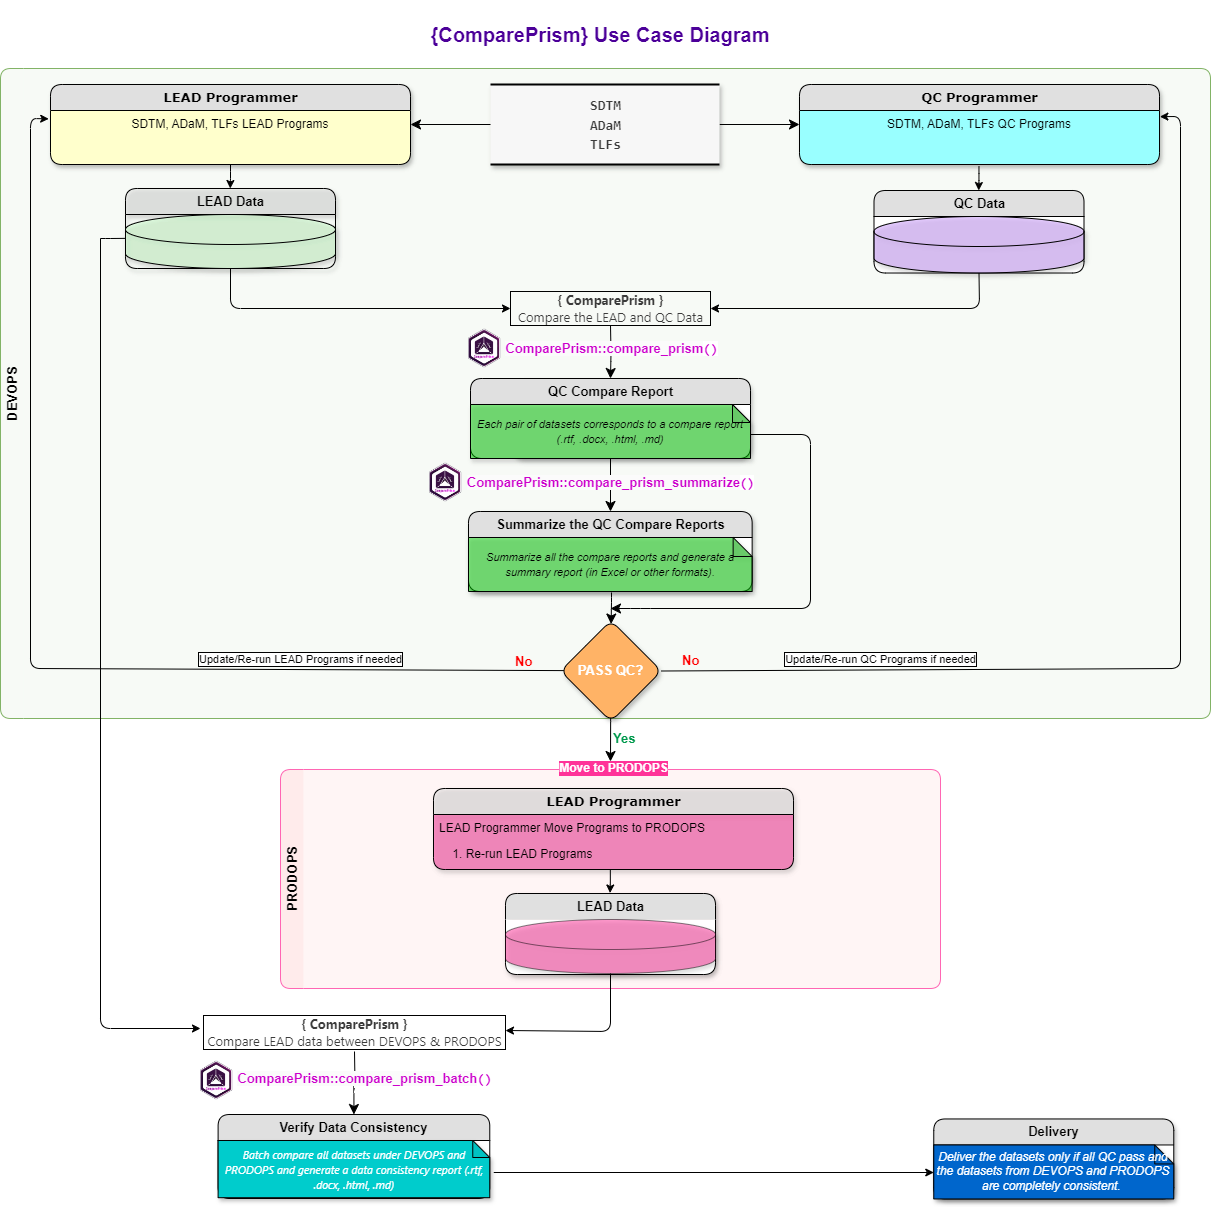 {ComparePrism} Use Case Diagram
LEAD Programmer
SDTM, ADaM, TLFs LEAD Programs
SDTM
ADaM
TLFs
QC Programmer
SDTM, ADaM, TLFs QC Programs
LEAD Data
QC Data
{ ComparePrism }
Compare the LEAD and QC Data
ComparePrism::compare_prism()
DEVOPS
QC Compare Report
Each pair of datasets corresponds to a compare report
(.rtf, .docx, .html, .md)
ComparePrism::compare_prism_summarize()
Summarize the QC Compare Reports
Summarize all the compare reports and generate a
summary report (in Excel or other formats).
Update/Re-run LEAD Programs if needed
No
PASS QC?
No
Update/Re-run QC Programs if needed
Yes
Move to PRODOPS
PRODOPS
LEAD Programmer
LEAD Programmer Move Programs to PRODOPS
1. Re-run LEAD Programs
LEAD Data
{ ComparePrism }
Compare LEAD data between DEVOPS & PRODOPS
ComparePrism::compare_prism_batch()
Verify Data Consistency
Batch compare all datasets under DEVOPS and
PRODOPS and generate a data consistency report (.rtf,
.docx, .html, .md)
Delivery
Deliver the datasets only if all QC pass and
the datasets from DEVOPS and PRODOPS
are completely consistent.